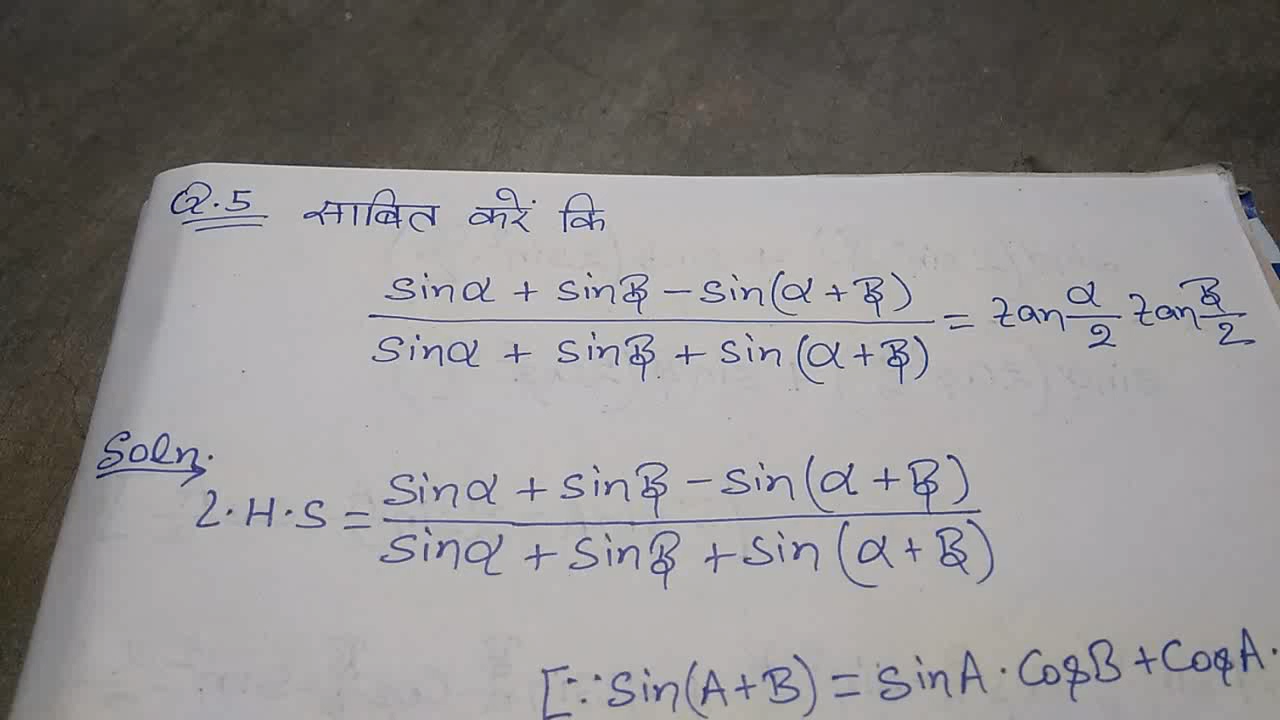 Q.5 साबित करें कि
sinα + sinβ - sin(α + β) / sinα + sinβ + sin(α + β) = tan α/2 tan β/2
Soln.
L.H.S = sinα + sinβ - sin(α + β) / sinα + sinβ + sin(α + β)
[∵ sin(A + B) = sinA · CosB + CosA ·